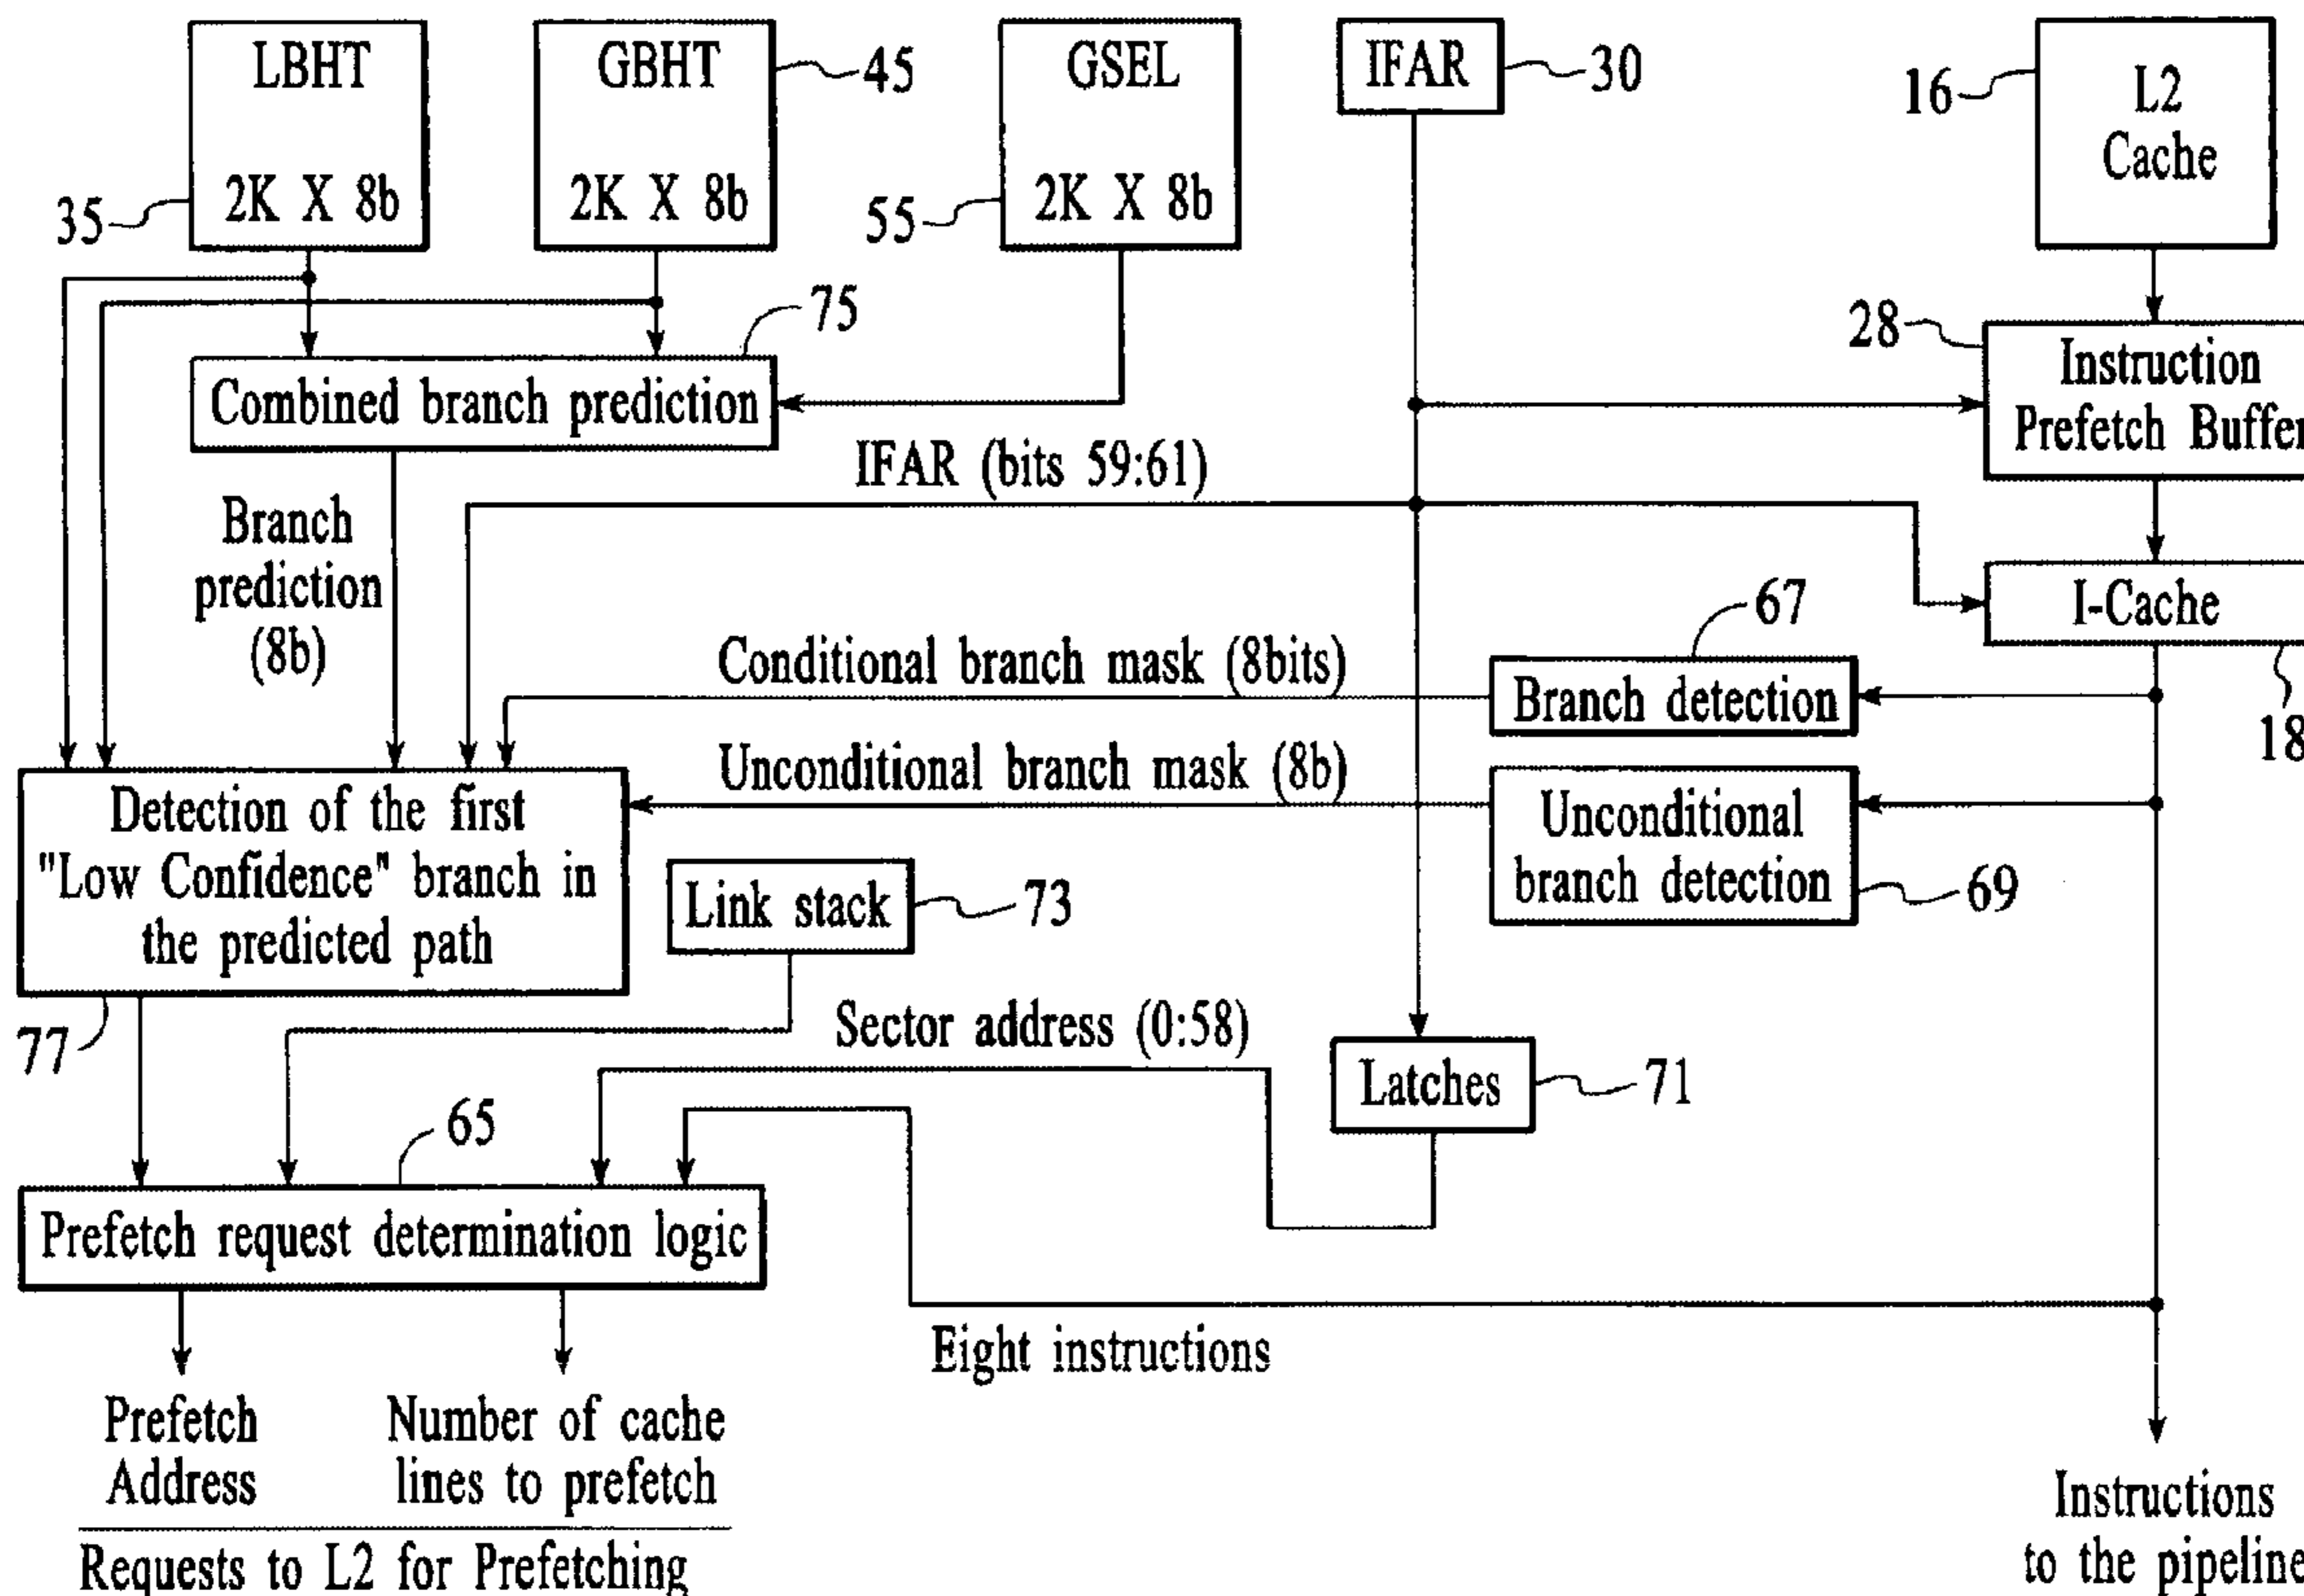 LBHT
2K X 8b
35
GBHT
2K X 8b
45
GSEL
2K X 8b
55
IFAR
30
16
L2
Cache
75
Combined branch prediction
28
Instruction
Prefetch Buffer
IFAR (bits 59:61)
Branch
prediction
(8b)
I-Cache
18
67
Conditional branch mask (8bits)
Branch detection
Unconditional branch mask (8b)
Unconditional
branch detection
69
Detection of the first
"Low Confidence" branch in
the predicted path
77
Link stack
73
Sector address (0:58)
Latches
71
65
Prefetch request determination logic
Eight instructions
Prefetch
Address
Number of cache
lines to prefetch
Requests to L2 for Prefetching
Instructions
to the pipeline